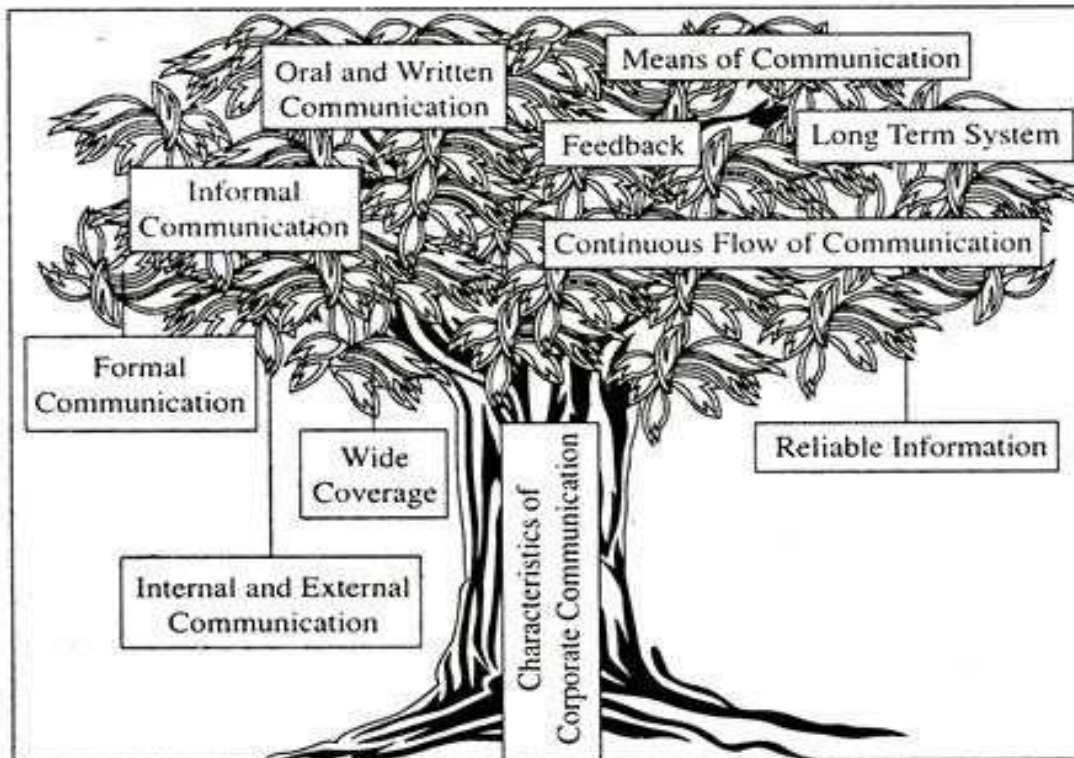 Oral and Written
Communication
Means of Communication
Feedback
Long Term System
Informal
Communication
Continuous Flow of Communication
Formal
Communication
Wide
Coverage
Reliable Information
Internal and External
Communication
Characteristics of
Corporate Communication